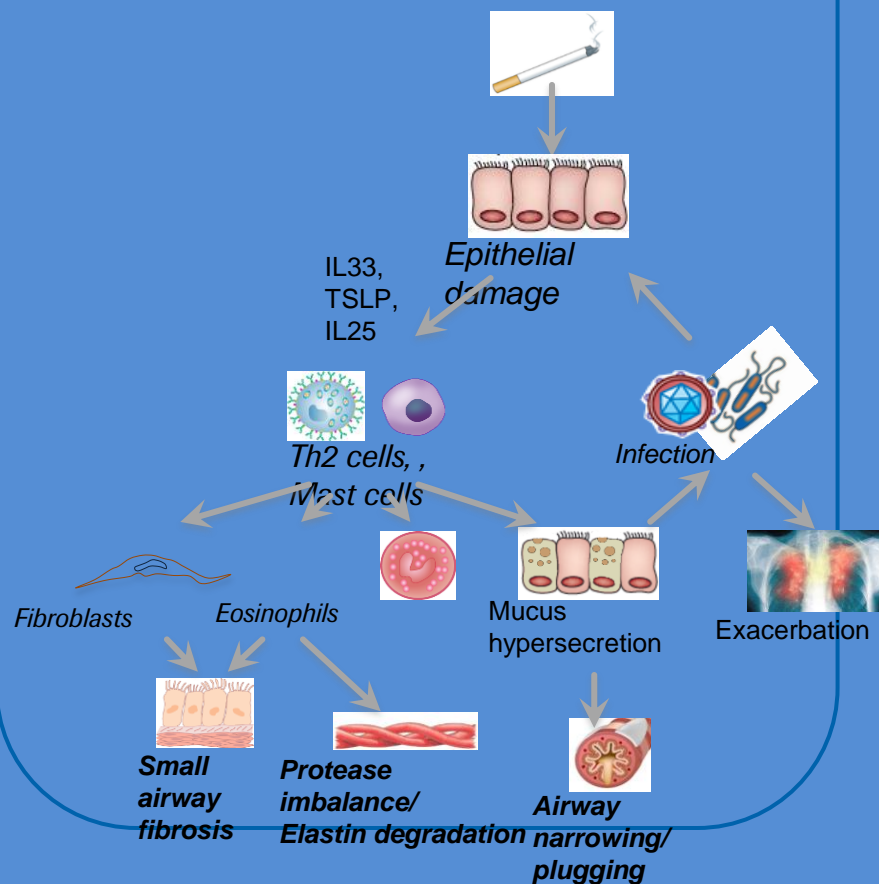 IL33,
TSLP,
IL25
Epithelial
damage
Th2 cells, ,
Mast cells
Infection
Fibroblasts
Eosinophils
Mucus
hypersecretion
Exacerbation
Small
airway
fibrosis
Protease
imbalance/
Elastin degradation
Airway
narrowing/
plugging